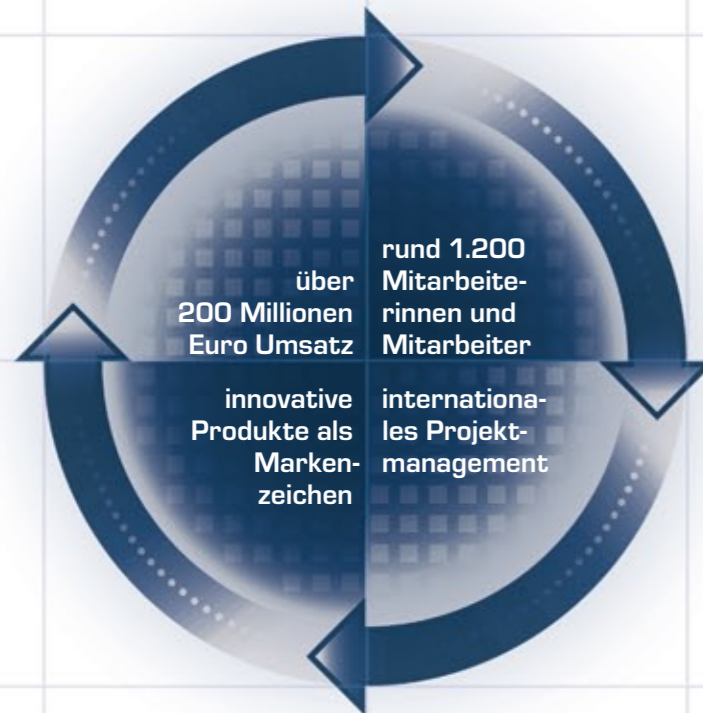 über
200 Millionen
Euro Umsatz
rund 1.200
Mitarbeite-
rinnen und
Mitarbeiter
innovative
Produkte als
Marken-
zeichen
internationa-
les Projekt-
management